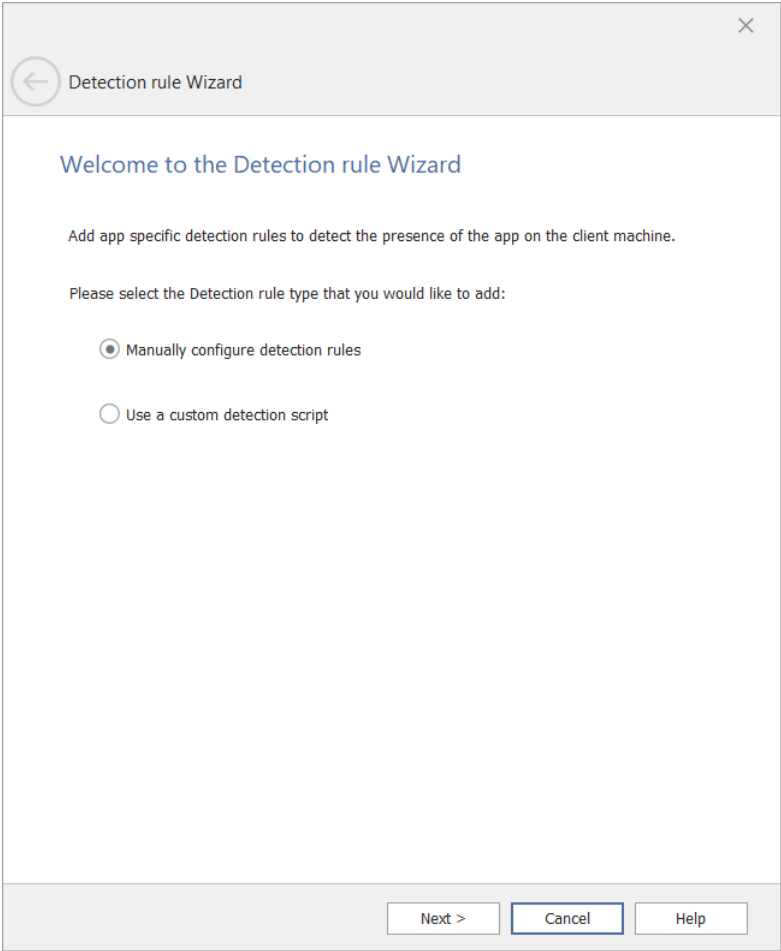 Detection rule Wizard
Welcome to the Detection rule Wizard
Add app specific detection rules to detect the presence of the app on the client machine.
Please select the Detection rule type that you would like to add:
Manually configure detection rules
Use a custom detection script
Next >
Cancel
Help